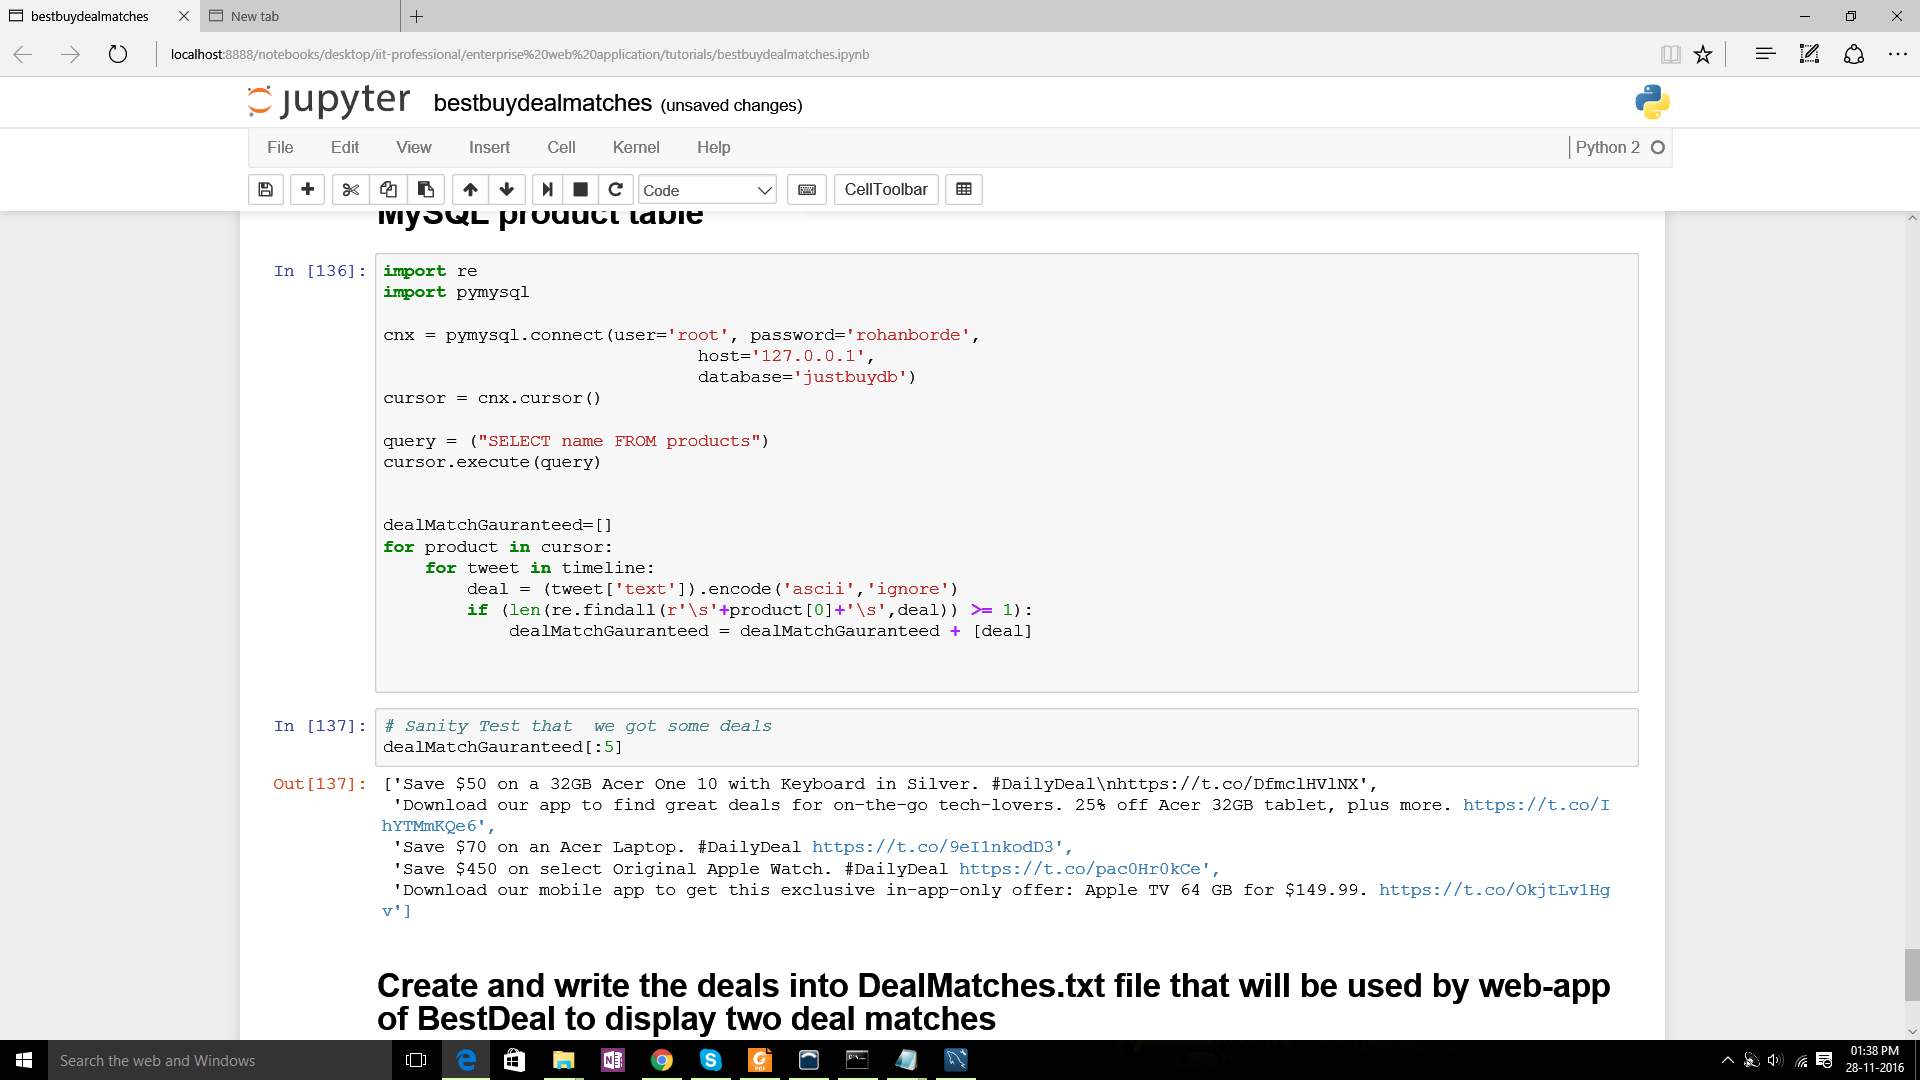 bestbuydealmatches
New tab
localhost:8888/notebooks/desktop/iit-professional/enterprise%20web%20application/tutorials/bestbuydealmatches.ipynb
jupyter bestbuydealmatches (unsaved changes)
File Edit View Insert Cell Kernel Help Python 2
Code CellToolbar
MySQL product table
In [136]: import re
import pymysql
cnx = pymysql.connect(user='root', password='rohanborde',
host='127.0.0.1',
database='justbuydb')
cursor = cnx.cursor()
query = ("SELECT name FROM products")
cursor.execute(query)
dealMatchGauranteed=[]
for product in cursor:
for tweet in timeline:
deal = (tweet['text']).encode('ascii','ignore')
if (len(re.findall(r'\s'+product[0]+'\s',deal)) >= 1):
dealMatchGauranteed = dealMatchGauranteed + [deal]
In [137]: # Sanity Test that  we got some deals
dealMatchGauranteed[:5]
Out[137]: ['Save $50 on a 32GB Acer One 10 with Keyboard in Silver. #DailyDeal\nhttps://t.co/DfmclHVlNX',
'Download our app to find great deals for on-the-go tech-lovers. 25% off Acer 32GB tablet, plus more. https://t.co/I
hYTMmKQe6',
'Save $70 on an Acer Laptop. #DailyDeal https://t.co/9eI1nkodD3',
'Save $450 on select Original Apple Watch. #DailyDeal https://t.co/pac0Hr0kCe',
'Download our mobile app to get this exclusive in-app-only offer: Apple TV 64 GB for $149.99. https://t.co/OkjtLv1Hg
v']
Create and write the deals into DealMatches.txt file that will be used by web-app
of BestDeal to display two deal matches
Search the web and Windows
01:38 PM
28-11-2016